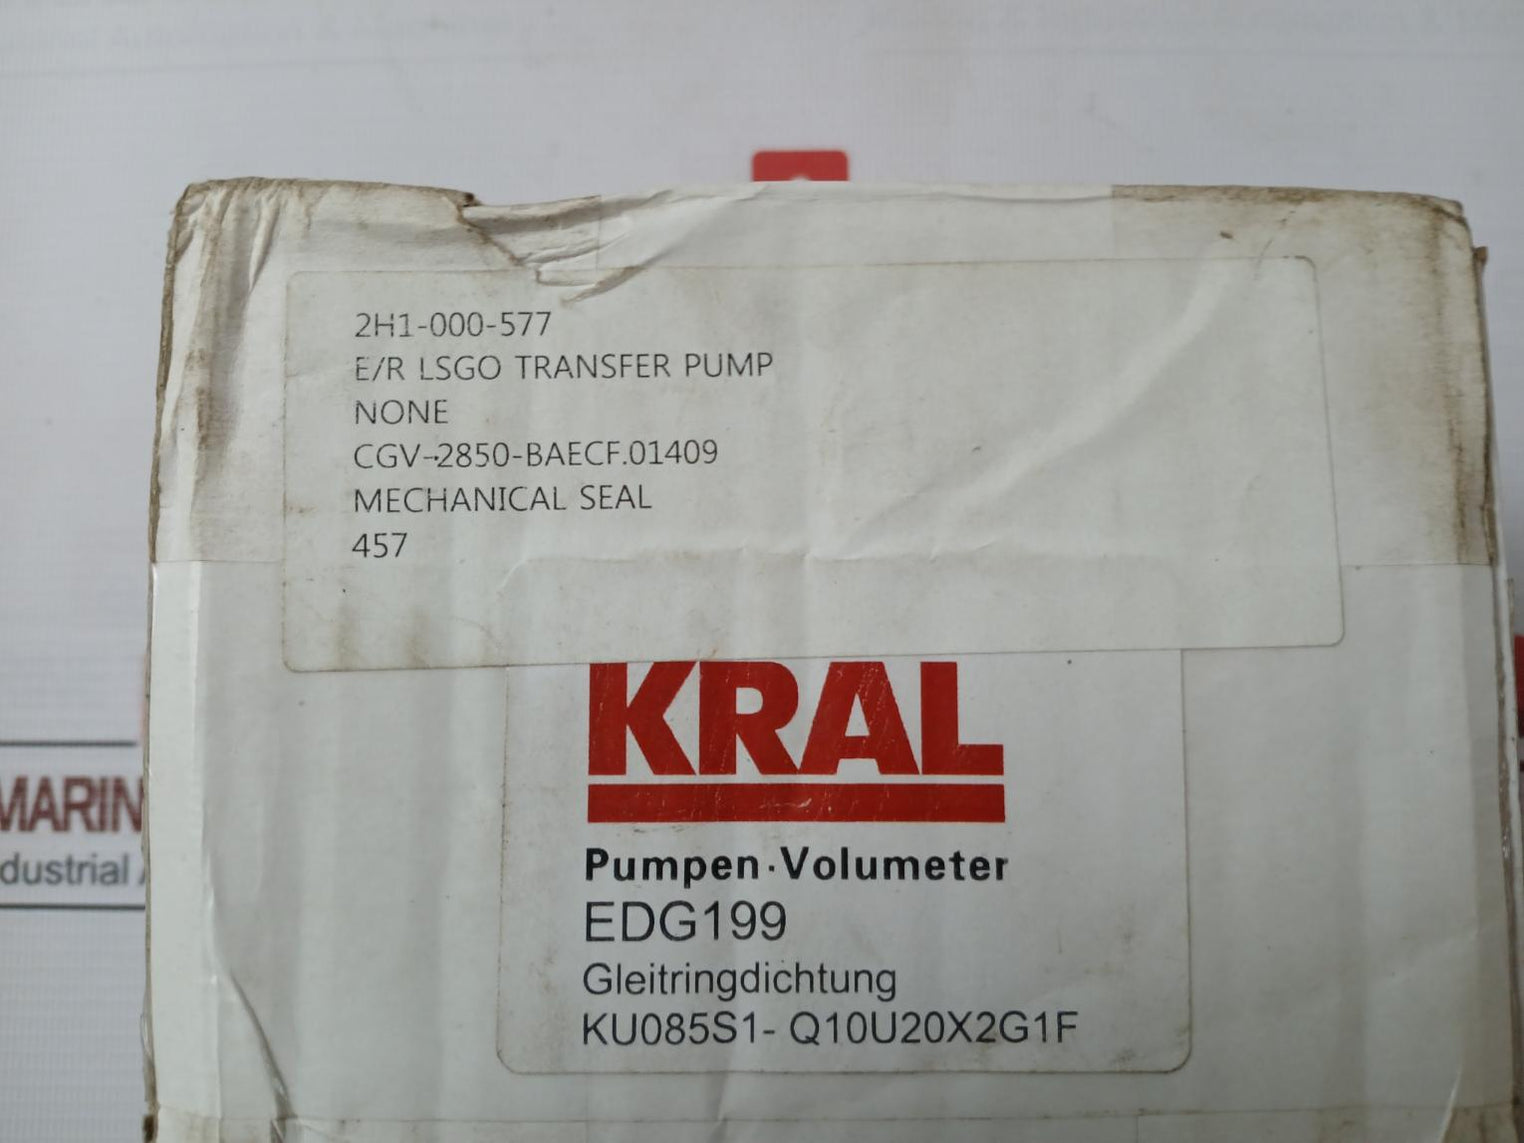 2H1-000-577
E/R LSGO TRANSFER PUMP
NONE
CGV-2850-BAECF.01409
MECHANICAL SEAL
457
KRAL
Pumpen·Volumeter
EDG199
Gleitringdichtung
KU085S1- Q10U20X2G1F
MARIN
dustrial